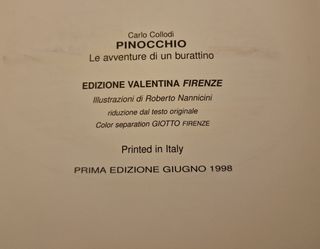 Carlo Collodi
PINOCCHIO
Le avventure di un burattino
EDIZIONE VALENTINA FIRENZE
Illustrazioni di Roberto Nannicini
riduzione dal testo originale
Color separation GIOTTO FIRENZE
Printed in Italy
PRIMA EDIZIONE GIUGNO 1998